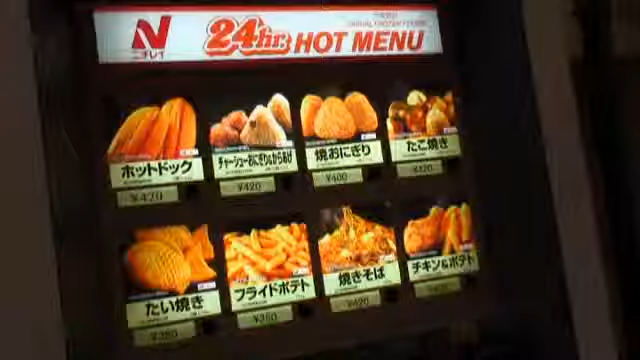 N
ニチレイ
24hr. HOT MENU
ホットドック
チャーシューおにぎり&からあげ
焼おにぎり
たこ焼き
¥420
¥420
¥400
たい焼き
フライドポテト
焼きそば
チキン&ポテト
¥350
¥420